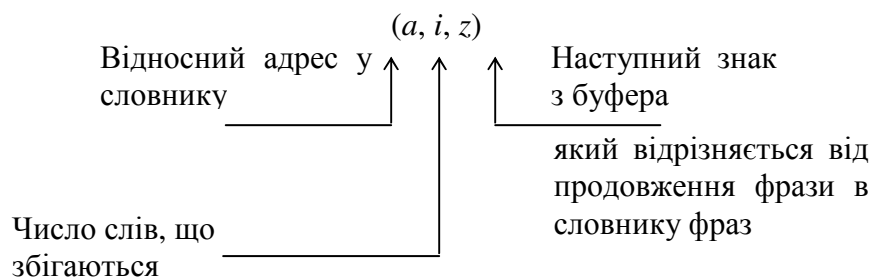 (a, i, z)
Відносний адрес у
словнику
Наступний знак
з буфера
який відрізняється від
продовження фрази в
словнику фраз
Число слів, що
збігаються